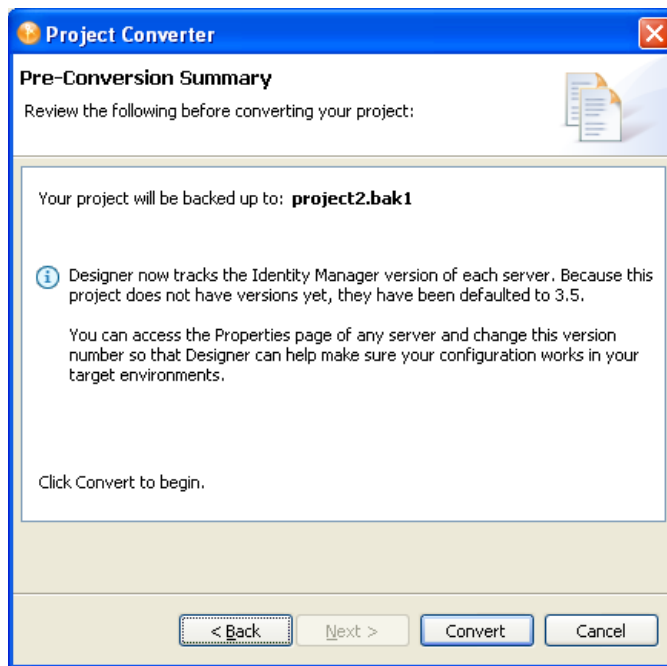 Project Converter
Pre-Conversion Summary
Review the following before converting your project:
Your project will be backed up to: project2.bak1
Designer now tracks the Identity Manager version of each server. Because this
project does not have versions yet, they have been defaulted to 3.5.
You can access the Properties page of any server and change this version
number so that Designer can help make sure your configuration works in your
target environments.
Click Convert to begin.
< Back Next > Convert Cancel